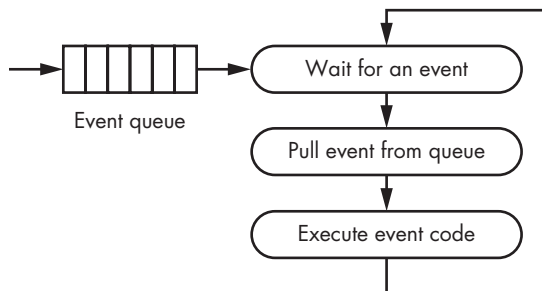 Wait for an event
Event queue
Pull event from queue
Execute event code